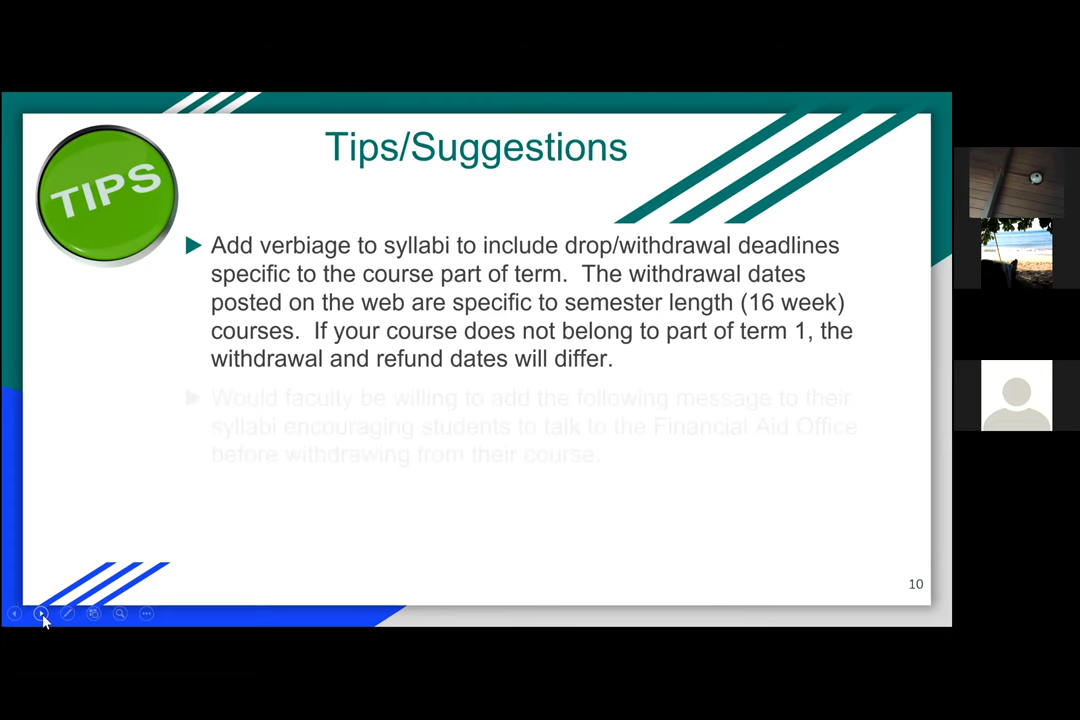 TIPS
Tips/Suggestions
Add verbiage to syllabi to include drop/withdrawal deadlines
specific to the course part of term.  The withdrawal dates
posted on the web are specific to semester length (16 week)
courses.  If your course does not belong to part of term 1, the
withdrawal and refund dates will differ.
Would faculty be willing to add the following message to their
syllabi encouraging students to talk to the Financial Aid Office
before withdrawing from their course.
10